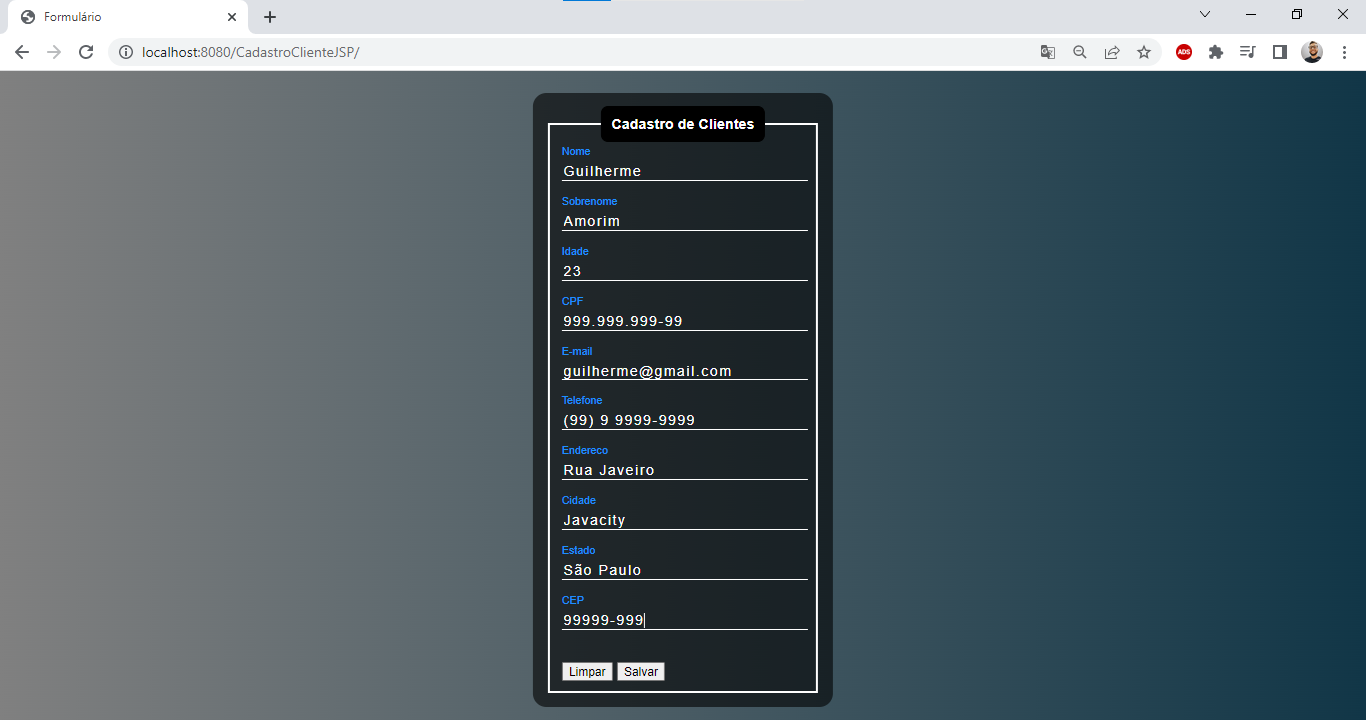 Formulário
localhost:8080/CadastroClienteJSP/
ADS
Cadastro de Clientes
Nome
Guilherme
Sobrenome
Amorim
Idade
23
CPF
999.999.999-99
E-mail
guilherme@gmail.com
Telefone
(99) 9 9999-9999
Endereco
Rua Javeiro
Cidade
Javacity
Estado
São Paulo
CEP
99999-999
Limpar Salvar